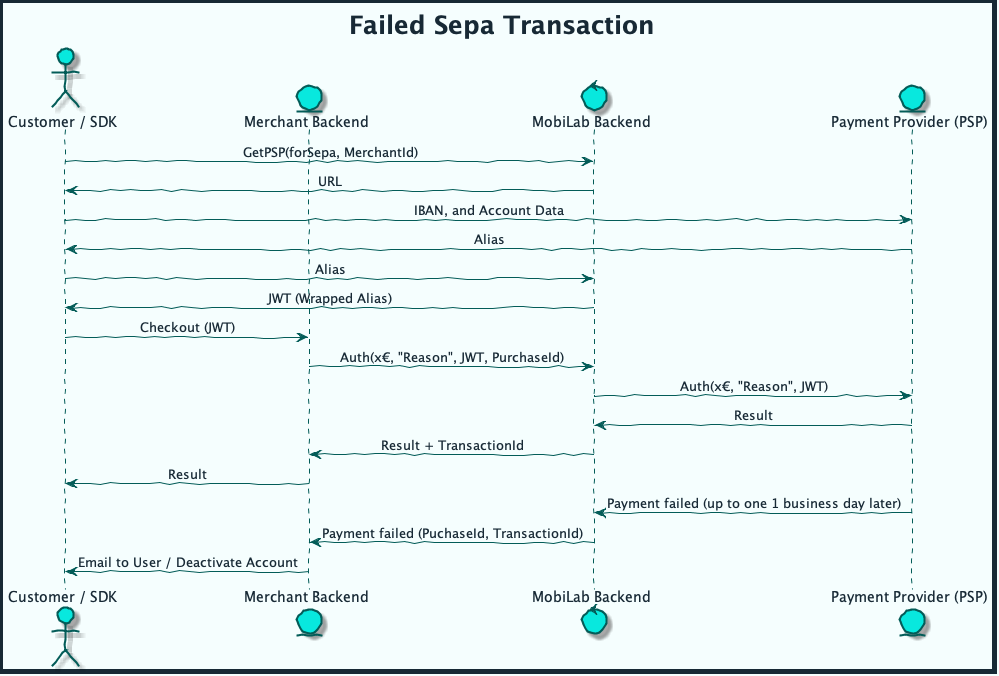 Failed Sepa Transaction
Customer / SDK
Merchant Backend
MobiLab Backend
Payment Provider (PSP)
GetPSP(forSepa, MerchantId)
URL
IBAN, and Account Data
Alias
Alias
JWT (Wrapped Alias)
Checkout (JWT)
Auth(x€, "Reason", JWT, PurchaseId)
Auth(x€, "Reason", JWT)
Result
Result + TransactionId
Result
Payment failed (up to one 1 business day later)
Payment failed (PuchaseId, TransactionId)
Email to User / Deactivate Account
Customer / SDK
Merchant Backend
MobiLab Backend
Payment Provider (PSP)